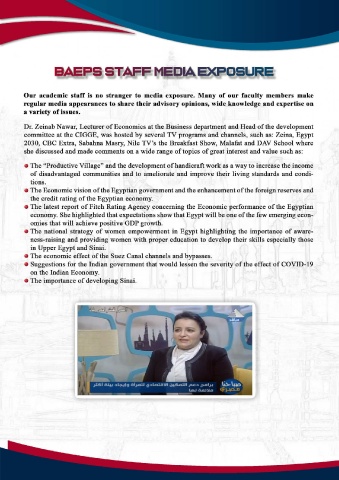 BAEPS STAFF MEDIA EXPOSURE
Our academic staff is no stranger to media exposure. Many of our faculty members make
regular media appearances to share their advisory opinions, wide knowledge and expertise on
a variety of issues.
Dr. Zeinab Nawar, Lecturer of Economics at the Business department and Head of the development
committee at the CIGGE, was hosted by several TV programs and channels, such as: Zeina, Egypt
2030, CBC Extra, Sabahna Masry, Nile TV's the Breakfast Show, Malafat and DAV School where
she discussed and made comments on a wide range of topics of great interest and value such as:
The “Productive Village” and the development of handicraft work as a way to increase the income
of disadvantaged communities and to ameliorate and improve their living standards and condi-
tions.
The Economic vision of the Egyptian government and the enhancement of the foreign reserves and
the credit rating of the Egyptian economy.
The latest report of Fitch Rating Agency concerning the Economic performance of the Egyptian
economy. She highlighted that expectations show that Egypt will be one of the few emerging econ-
omies that will achieve positive GDP growth.
The national strategy of women empowerment in Egypt highlighting the importance of aware-
ness-raising and providing women with proper education to develop their skills especially those
in Upper Egypt and Sinai.
The economic effect of the Suez Canal channels and bypasses.
Suggestions for the Indian government that would lessen the severity of the effect of COVID-19
on the Indian Economy.
The importance of developing Sinai.
برامج دعم التمكين الاقتصادي للمرأة وإيجاد بيئة أكثر